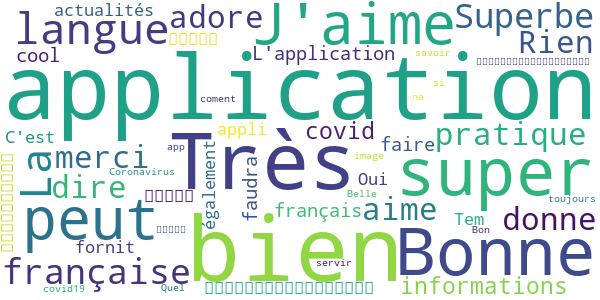 actualités
langue
adore
J'aime
Superbe
cool
L'application
savoir
Rien
application
si
coment
na
C'est
La
merci
Très
app
appli
covid
faire
pratique
super
image
Coronavirus
dire
également
faudrai
Oui
Belle
toujours
peut
bien
français
aime
Tem
donne
fornit
Bon
Bonne
française
servir
covid19
Quel
informations